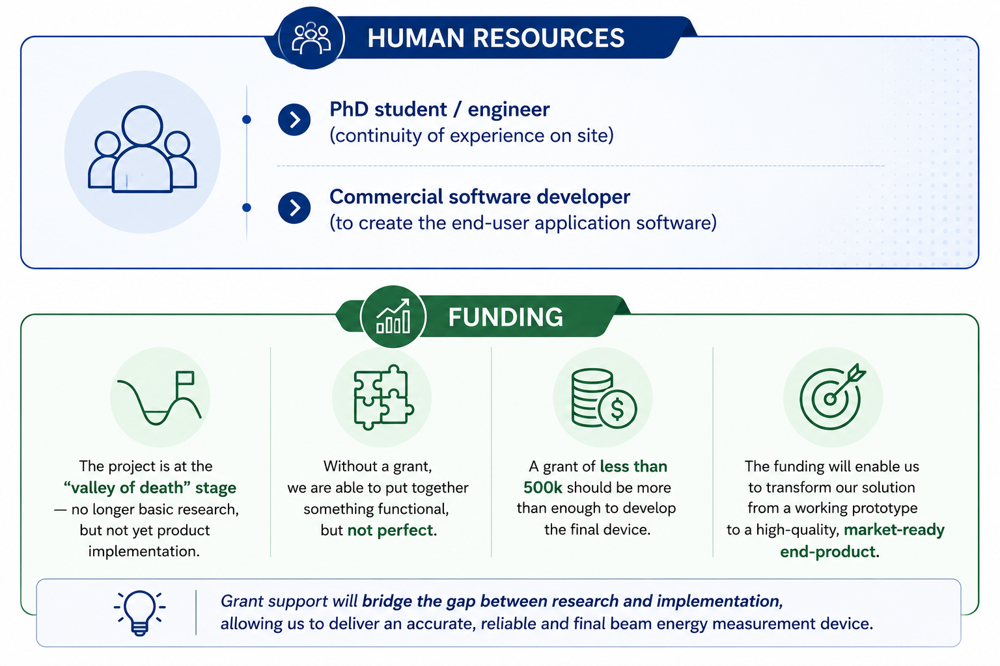 HUMAN RESOURCES
PhD student / engineer
(continuity of experience on site)
Commercial software developer
(to create the end-user application software)
FUNDING
The project is at the
“valley of death” stage
— no longer basic research,
but not yet product
implementation.
Without a grant,
we are able to put together
something functional,
but not perfect.
$
A grant of less than
500k should be more
than enough to develop
the final device.
The funding will enable us
to transform our solution
from a working prototype
to a high-quality, market-ready
end-product.
Grant support will bridge the gap between research and implementation,
allowing us to deliver an accurate, reliable and final beam energy measurement device.